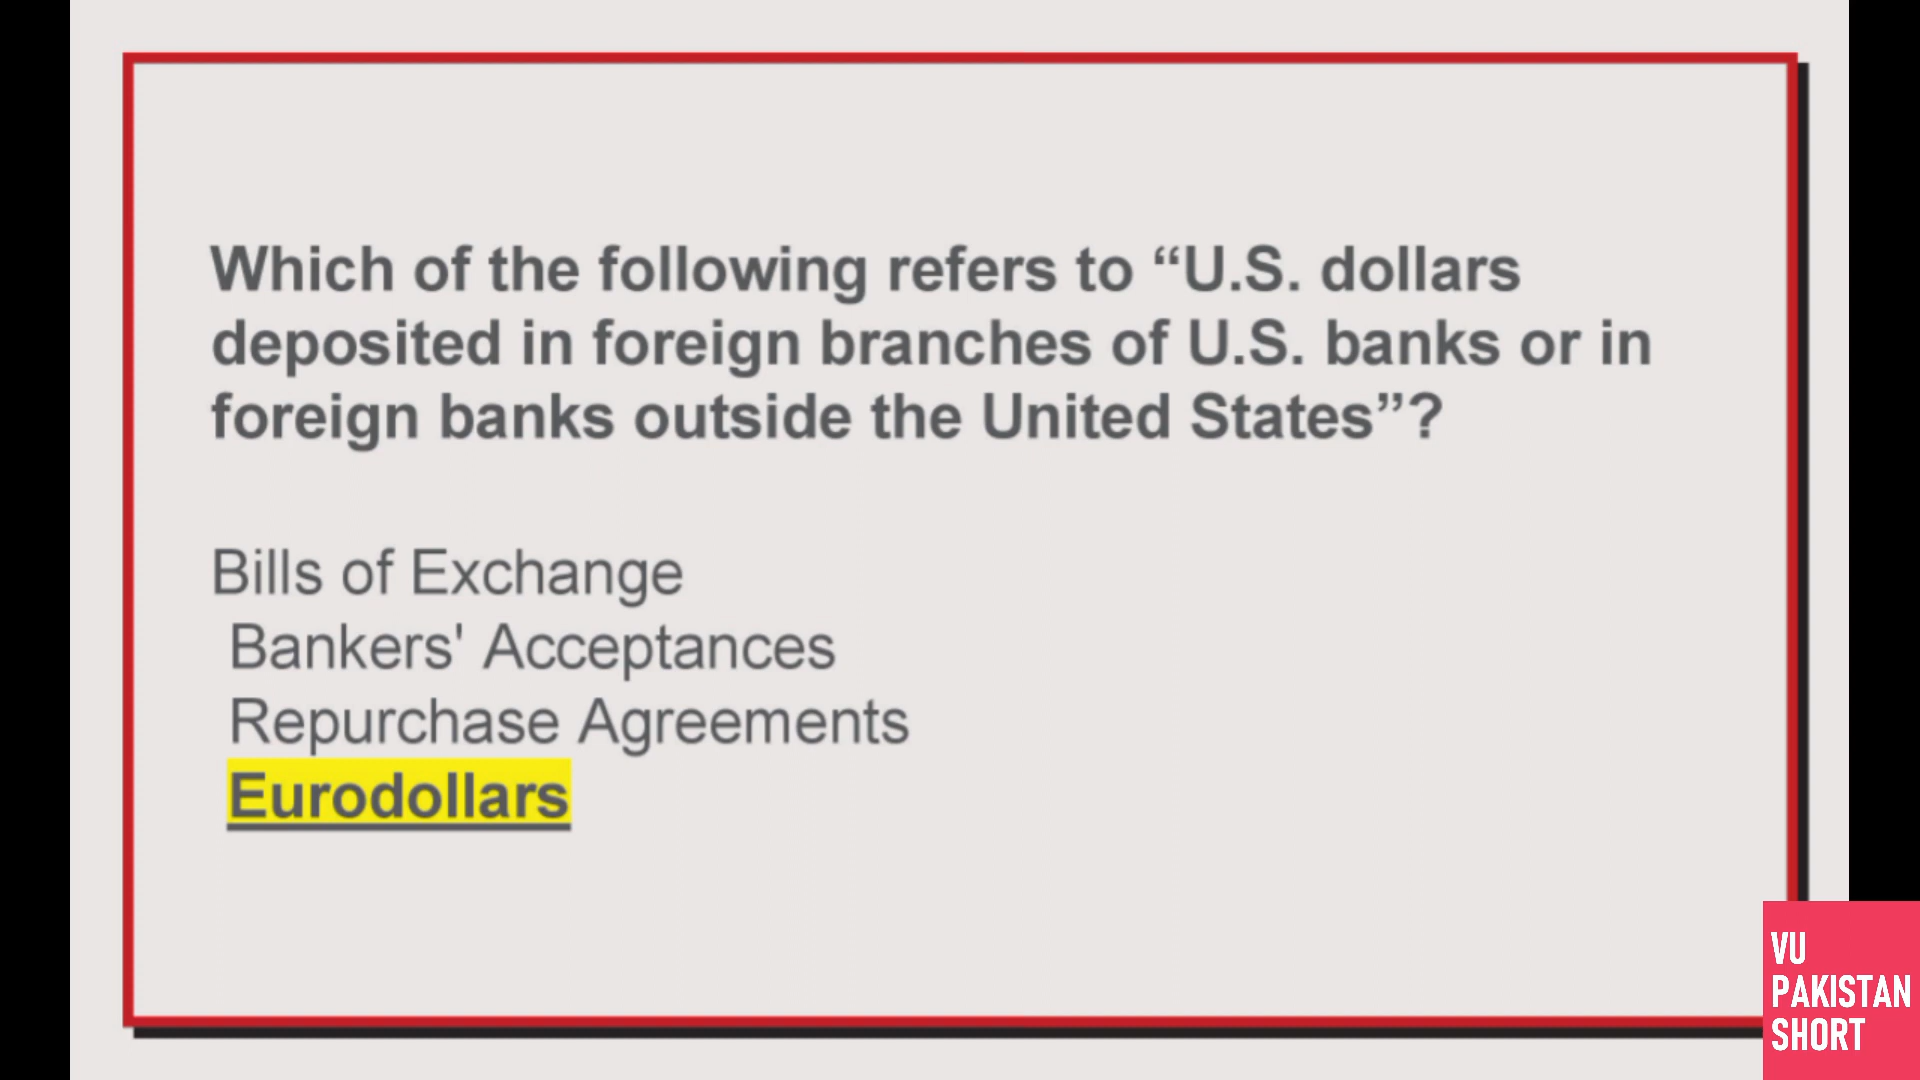 Which of the following refers to “U.S. dollars
deposited in foreign branches of U.S. banks or in
foreign banks outside the United States”?
Bills of Exchange
Bankers' Acceptances
Repurchase Agreements
Eurodollars
VU
PAKISTAN
SHORT